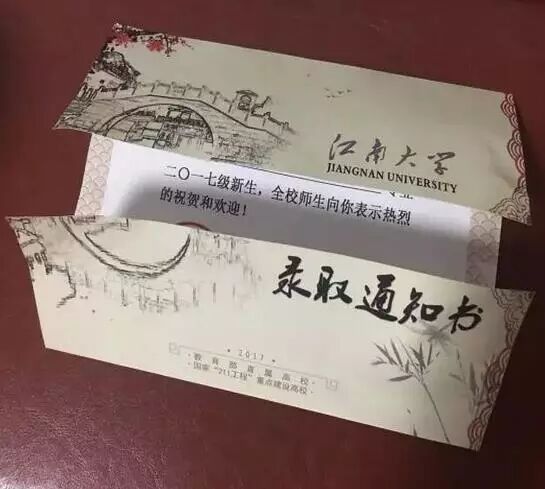 江南大学
JIANGNAN UNIVERSITY
二〇一七级新生，全校师生向你表示热烈
的祝贺和欢迎！
录取通知书
2017
教育部直属高校
国家“211工程”重点建设高校